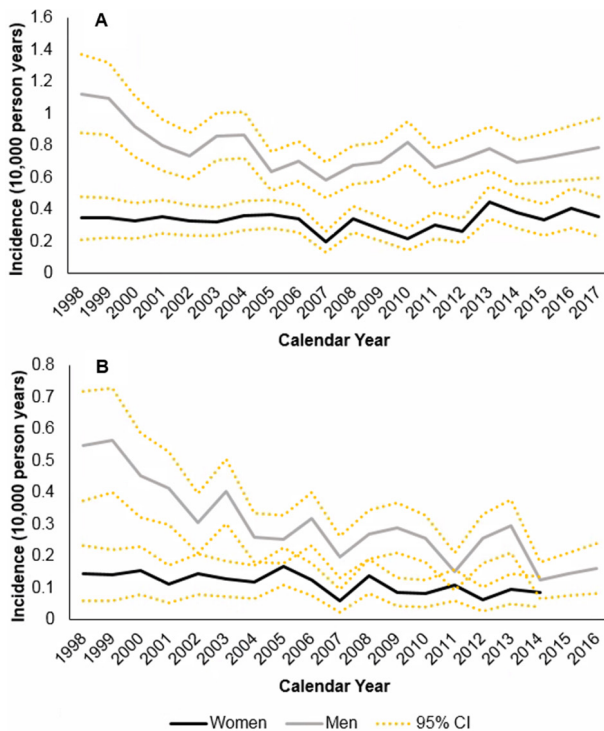 A
Incidence (10,000 person years)
1.6
1.4
1.2
1
0.8
0.6
0.4
0.2
0
1998 1999 2000 2001 2002 2003 2004 2005 2006 2007 2008 2009 2010 2011 2012 2013 2014 2015 2016 2017
Calendar Year
B
Incidence (10,000 person years)
0.8
0.7
0.6
0.5
0.4
0.3
0.2
0.1
0
1998 1999 2000 2001 2002 2003 2004 2005 2006 2007 2008 2009 2010 2011 2012 2013 2014 2015 2016
Calendar Year
Women Men 95% CI